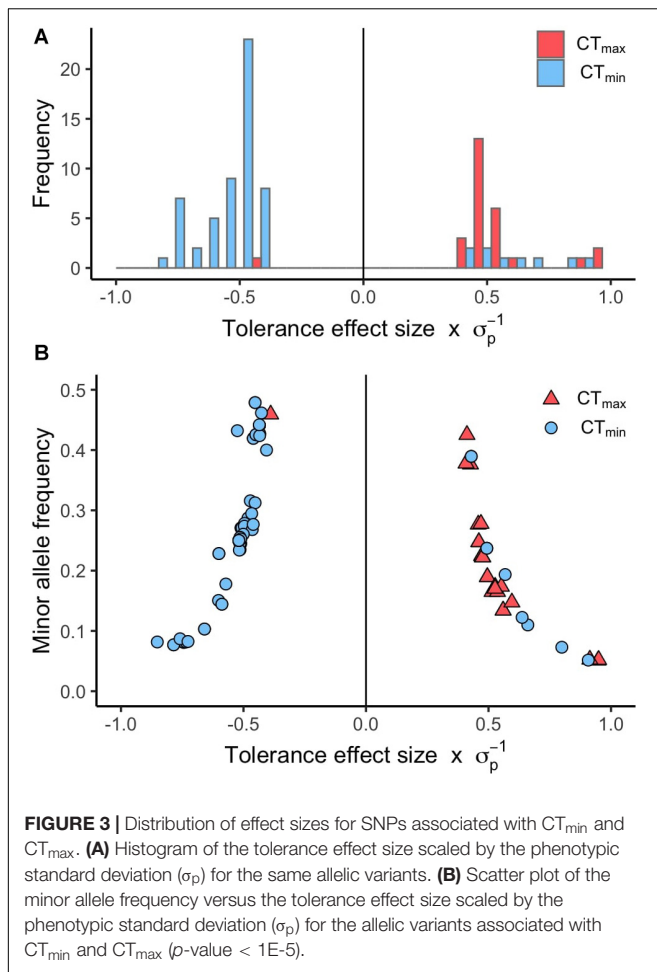 A
CTmax
CTmin
Frequency
20
15
10
5
0
-1.0 -0.5 0.0 0.5 1.0
Tolerance effect size x σp⁻¹
B
CTmax
CTmin
Minor allele frequency
0.5
0.4
0.3
0.2
0.1
0.0
-1.0 -0.5 0.0 0.5 1.0
Tolerance effect size x σp⁻¹
FIGURE 3 | Distribution of effect sizes for SNPs associated with CTmin and
CTmax. (A) Histogram of the tolerance effect size scaled by the phenotypic
standard deviation (σp) for the same allelic variants. (B) Scatter plot of the
minor allele frequency versus the tolerance effect size scaled by the
phenotypic standard deviation (σp) for the allelic variants associated with
CTmin and CTmax (p-value < 1E-5).